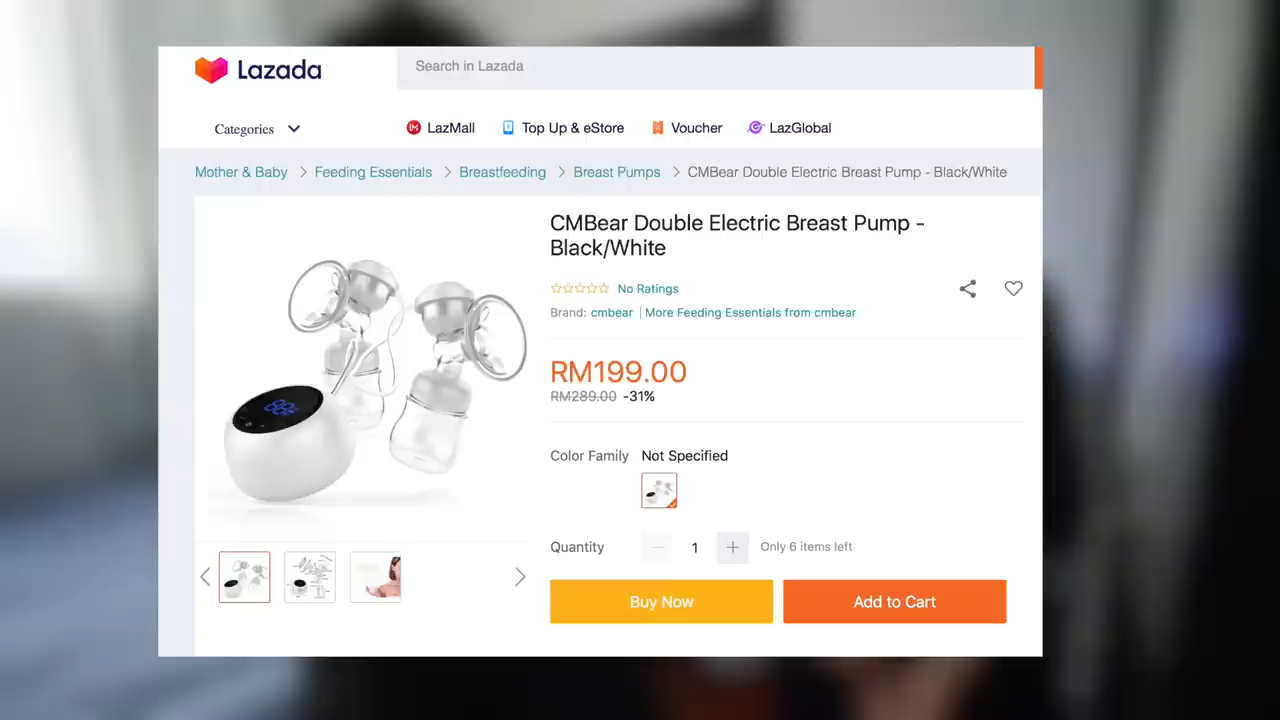 Lazada
Search in Lazada
Categories
LazMall
Top Up & eStore
Voucher
LazGlobal
Mother & Baby > Feeding Essentials > Breastfeeding > Breast Pumps > CMBear Double Electric Breast Pump - Black/White
CMBear Double Electric Breast Pump -
Black/White
No Ratings
Brand: cmbear | More Feeding Essentials from cmbear
RM199.00
RM289.00 -31%
Color Family Not Specified
Quantity
1
Only 6 items left
Buy Now
Add to Cart